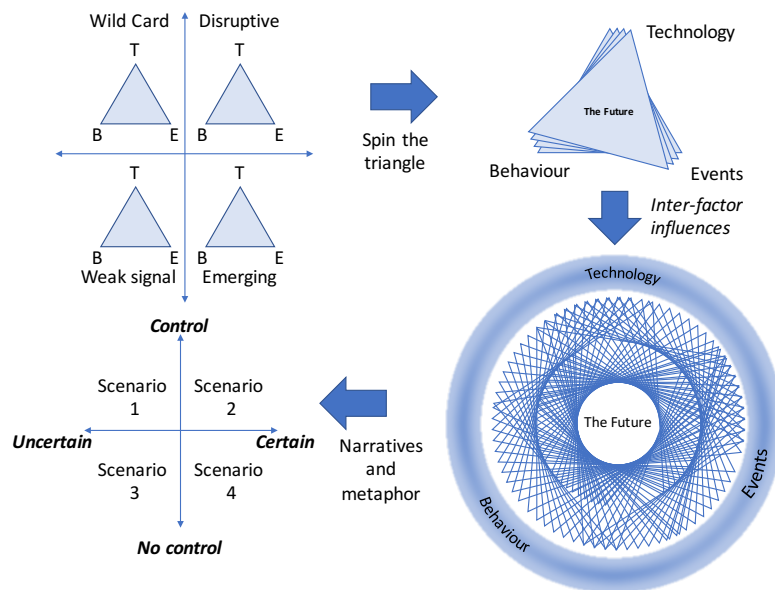 Wild Card
Disruptive
T
T
B
E
B
E
T
T
B
E
B
E
Weak signal
Emerging
Spin the
triangle
Technology
The Future
Behaviour
Events
Inter-factor
influences
Technology
The Future
Behaviour
Events
Narratives
and
metaphor
Control
Scenario
1
Scenario
2
Uncertain
Certain
Scenario
3
Scenario
4
No control